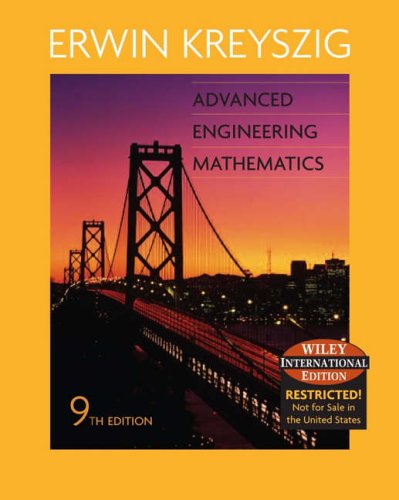 ERWIN KREYSZIG
ADVANCED
ENGINEERING
MATHEMATICS
WILEY
INTERNATIONAL
EDITION
RESTRICTED!
Not for Sale in
the United States
9TH EDITION